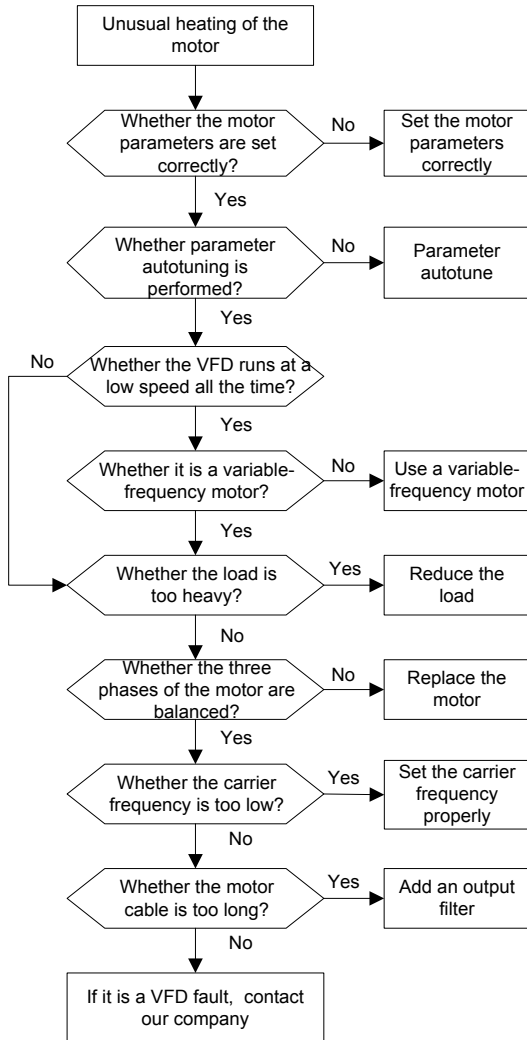 Unusual heating of the
motor
Whether the motor
parameters are set
correctly?
No
Set the motor
parameters
correctly
Yes
Whether parameter
autotuning is
performed?
No
Parameter
autotune
Yes
No
Whether the VFD runs at a
low speed all the time?
Yes
Whether it is a variable-
frequency motor?
No
Use a variable-
frequency motor
Yes
Whether the load is
too heavy?
Yes
Reduce the
load
No
Whether the three
phases of the motor are
balanced?
No
Replace the
motor
Yes
Whether the carrier
frequency is too low?
Yes
Set the carrier
frequency
properly
No
Whether the motor
cable is too long?
Yes
Add an output
filter
No
If it is a VFD fault, contact
our company